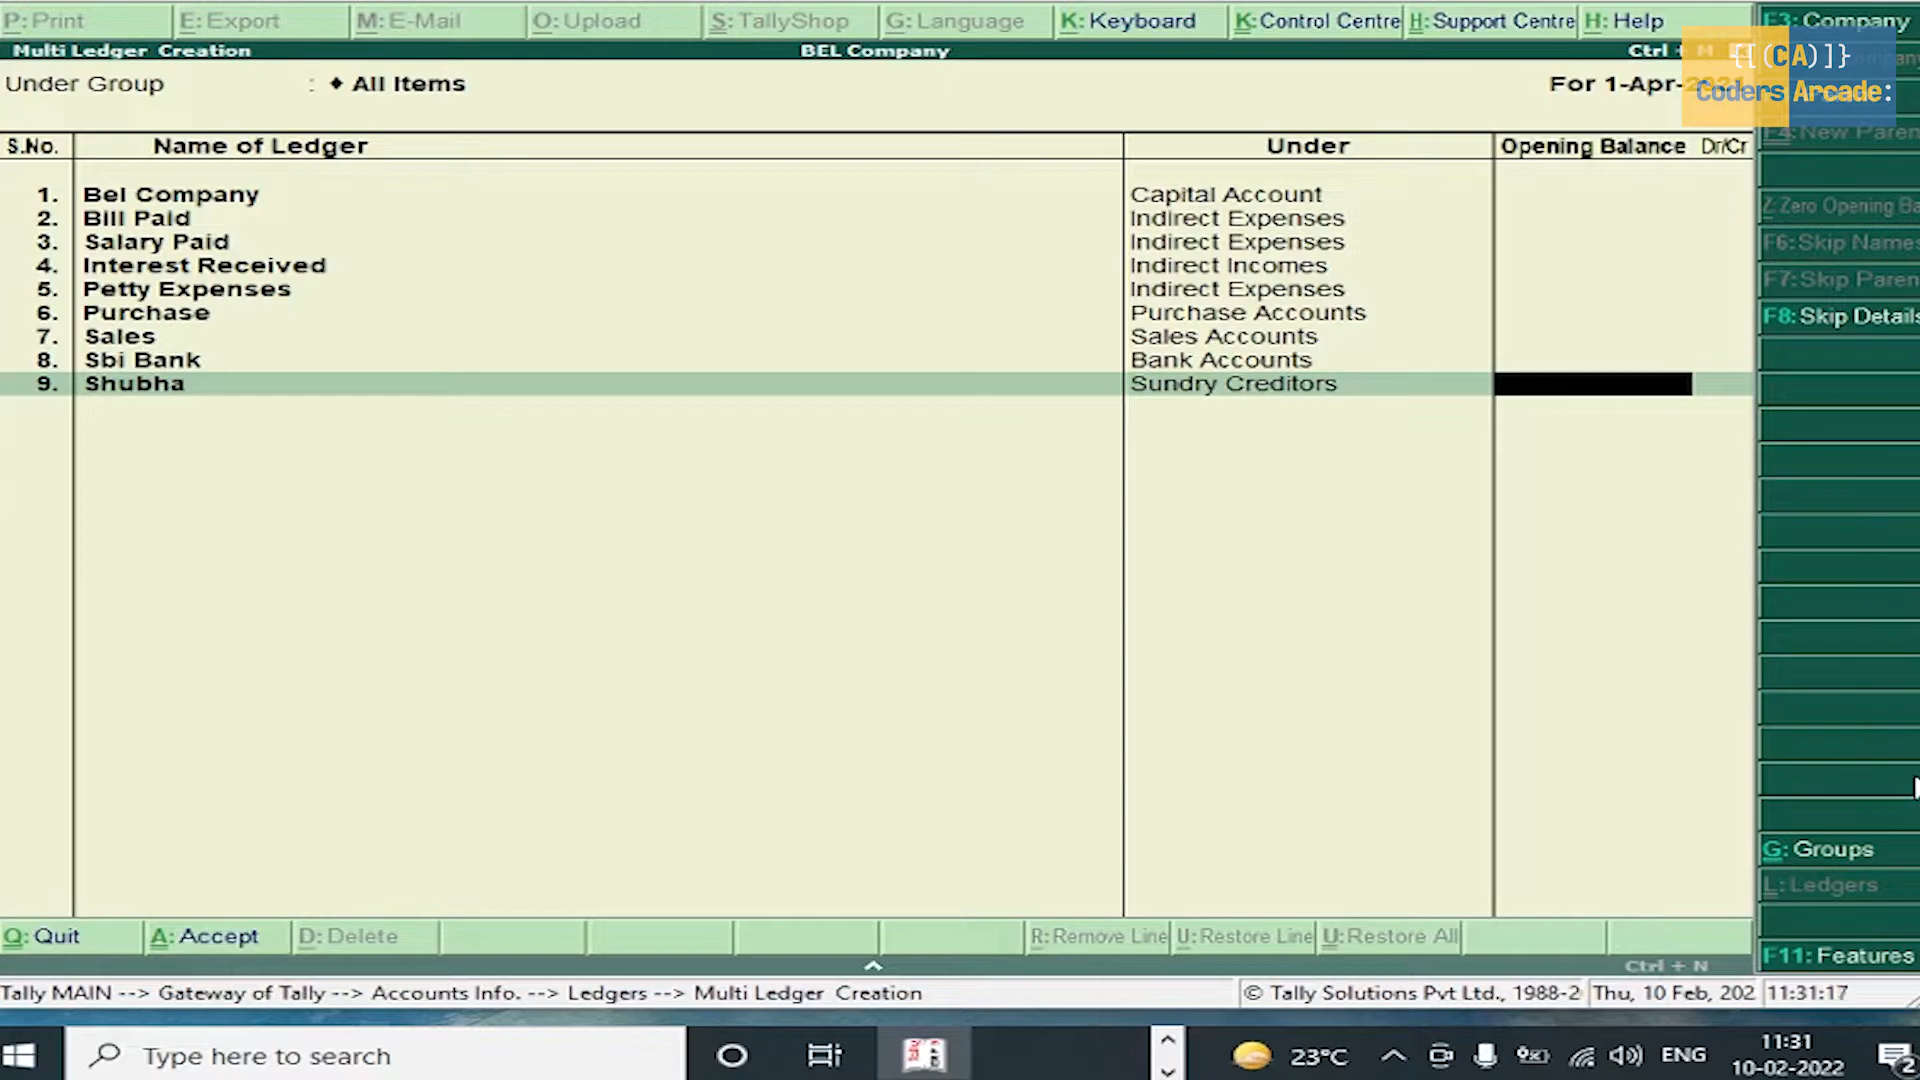 P: Print E: Export M: E-Mail O: Upload S: TallyShop G: Language K: Keyboard K: Control Centre H: Support Centre H: Help F3: Company
Multi Ledger Creation BEL Company Ctrl + M
{[(CA)]}
Coders Arcade:
Under Group : ♦ All Items For 1-Apr-2021
F4: New Paren
S.No. Name of Ledger Under Opening Balance Dr/Cr
1. Bel Company Capital Account
Z: Zero Opening Ba
2. Bill Paid Indirect Expenses
F6: Skip Names
3. Salary Paid Indirect Expenses
4. Interest Received Indirect Incomes
F7: Skip Paren
5. Petty Expenses Indirect Expenses
6. Purchase Purchase Accounts
F8: Skip Details
7. Sales Sales Accounts
8. Sbi Bank Bank Accounts
9. Shubha Sundry Creditors
G: Groups
L: Ledgers
Q: Quit A: Accept D: Delete R: Remove Line U: Restore Line U: Restore All
F11: Features
Ctrl + N
Tally MAIN --> Gateway of Tally --> Accounts Info. --> Ledgers --> Multi Ledger Creation © Tally Solutions Pvt Ltd., 1988-2 Thu, 10 Feb, 202 11:31:17
Type here to search 23°C ENG 11:31
10-02-2022 2